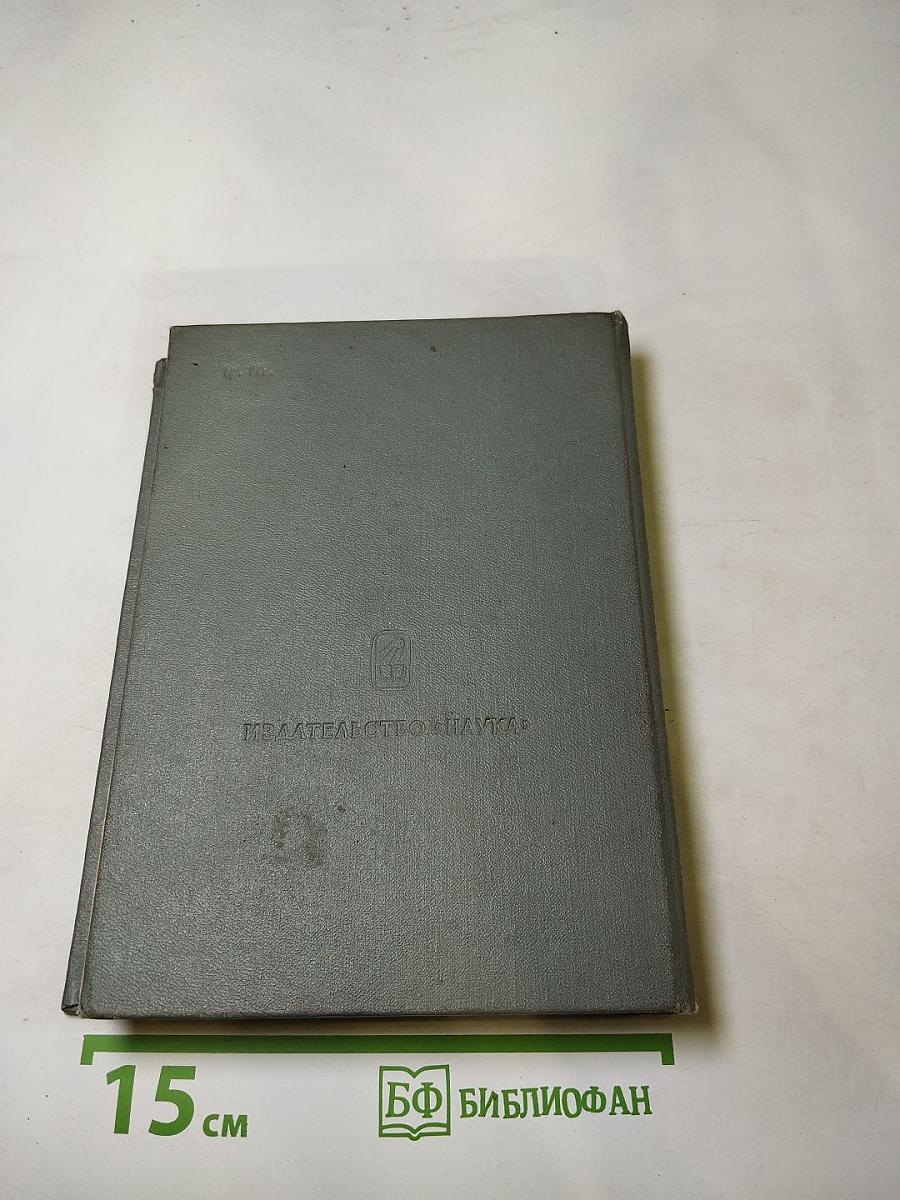 ИЗДАТЕЛЬСТВО «НАУКА»
15 см
БФ БИБЛИОФАН